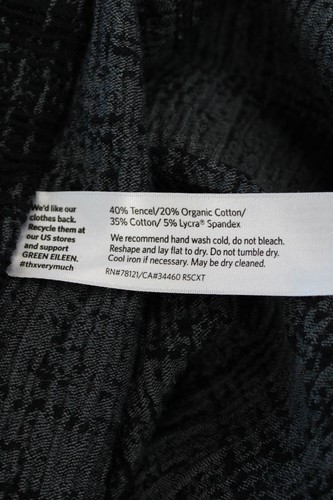 We'd like our
clothes back.
Recycle them at
our US stores
and support
GREEN EILEEN.
#thxverymuch
40% Tencel/20% Organic Cotton/
35% Cotton/ 5% Lycra® Spandex
We recommend hand wash cold, do not bleach.
Reshape and lay flat to dry. Do not tumble dry.
Cool iron if necessary. May be dry cleaned.
RN#78121/CA#34460 R5CXT